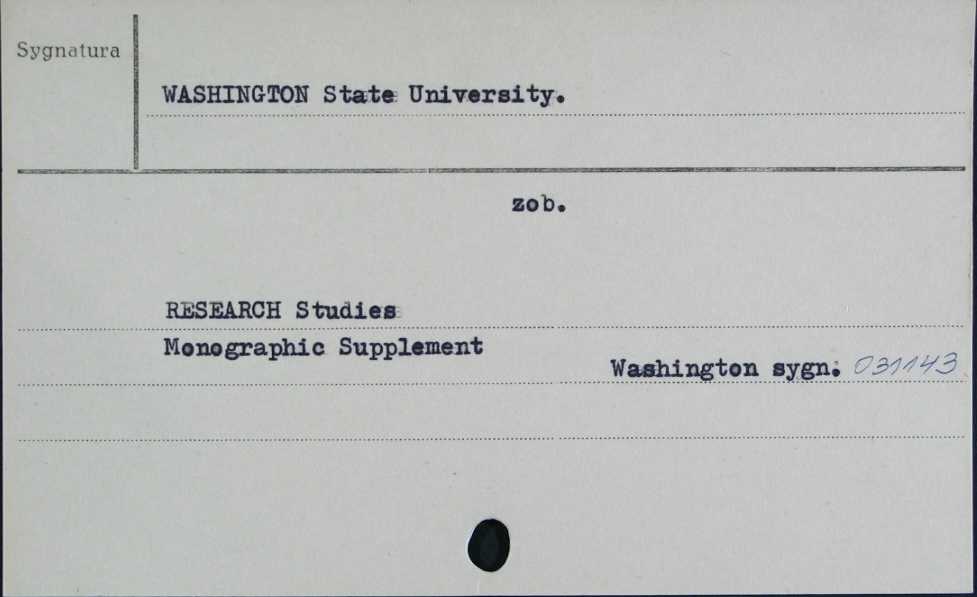 Sygnatura
WASHINGTON State University.
zob.
RESEARCH Studies
Monographic Supplement
Washington sygn. 031143